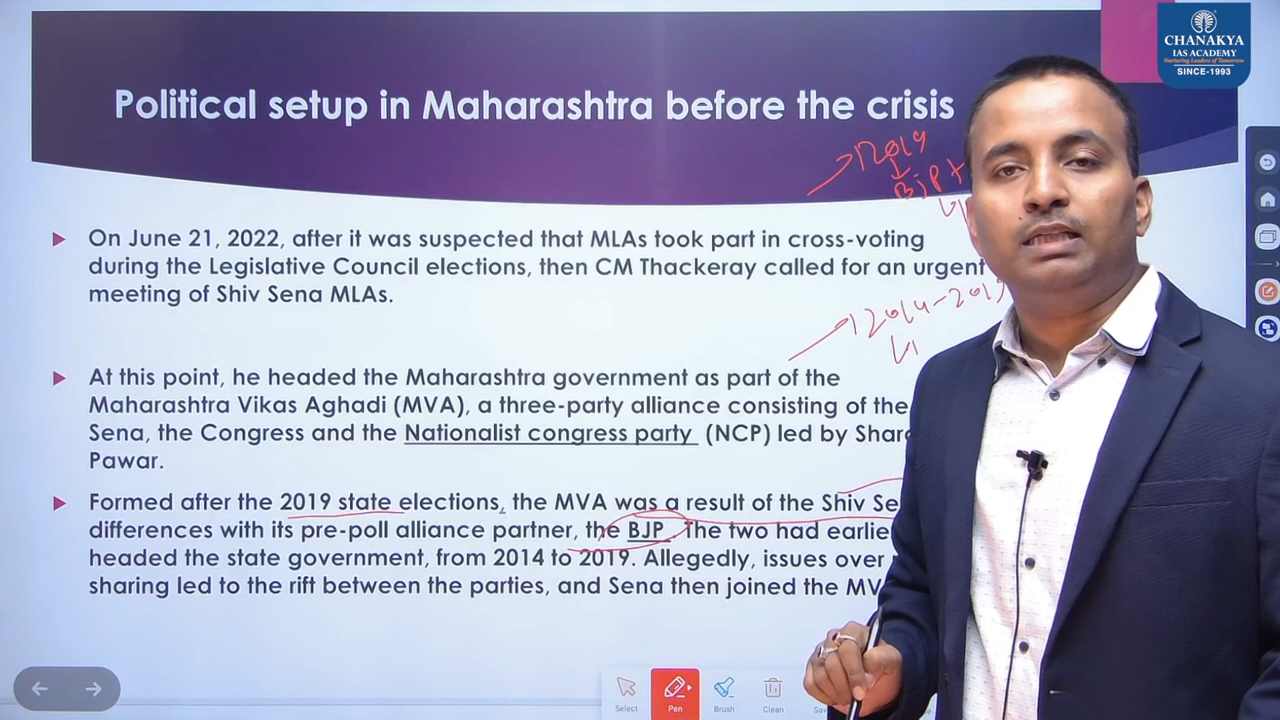 CHANAKYA
IAS ACADEMY
Nurturing Leaders of Tomorrow
SINCE-1993
Political setup in Maharashtra before the crisis
2019
BJP +
On June 21, 2022, after it was suspected that MLAs took part in cross-voting
during the Legislative Council elections, then CM Thackeray called for an urgent
meeting of Shiv Sena MLAs.
2014-2019
At this point, he headed the Maharashtra government as part of the
Maharashtra Vikas Aghadi (MVA), a three-party alliance consisting of the
Sena, the Congress and the Nationalist congress party (NCP) led by
Pawar.
Formed after the 2019 state elections, the MVA was a result of the Shiv
differences with its pre-poll alliance partner, the BJP. The two had earlier
headed the state government, from 2014 to 2019. Allegedly, issues over
sharing led to the rift between the parties, and Sena then joined the
Select Pen Brush Clean